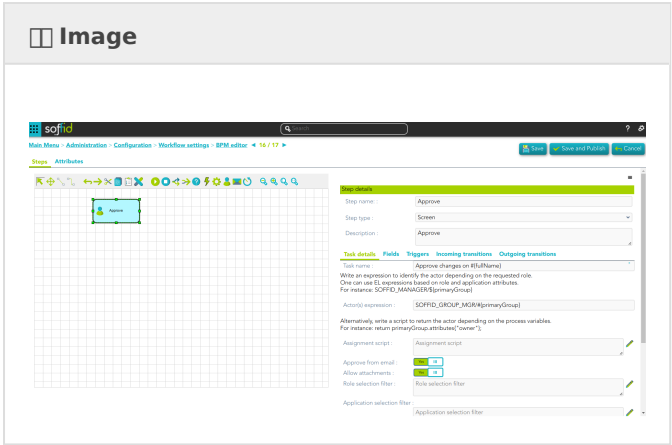 Image
soffid
Search
?
Main Menu > Administration > Configuration > Workflow settings > BPM editor ◄ 16 / 17 ►
Save
Save and Publish
Cancel
Steps Attributes
Approve
Step details
Step name : Approve
Step type : Screen
Description : Approve
Task details Fields Triggers Incoming transitions Outgoing transitions
Task name : Approve changes on #{fullName}
Write an expression to identify the actor depending on the requested role.
One can use EL expressions based on role and application attributes.
For instance: SOFFID_MANAGER/${primaryGroup}
Actor(s) expression : SOFFID_GROUP_MGR/#{primaryGroup}
Alternatively, write a script to return the actor depending on the process variables.
For instance: return primaryGroup.attributes["owner"];
Assignment script : Assignment script
Approve from email : Yes
Allow attachments : Yes
Role selection filter : Role selection filter
Application selection filter :
Application selection filter